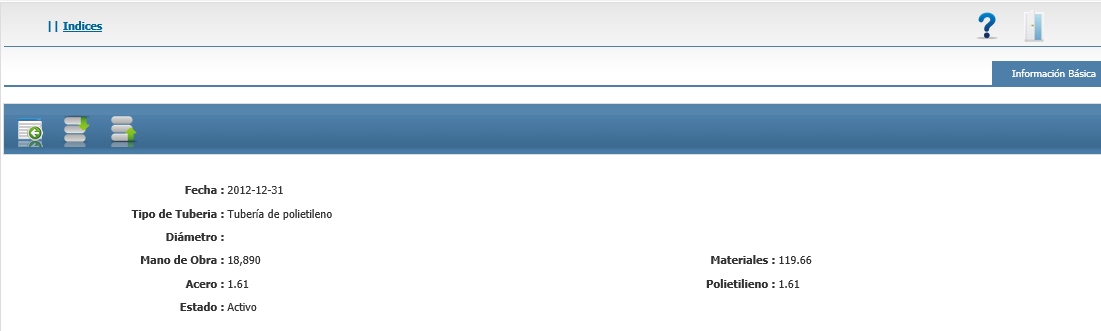 || Indices
Información Básica
Fecha : 2012-12-31
Tipo de Tuberia : Tubería de polietileno
Diámetro :
Mano de Obra : 18,890 Materiales : 119.66
Acero : 1.61 Polietilieno : 1.61
Estado : Activo